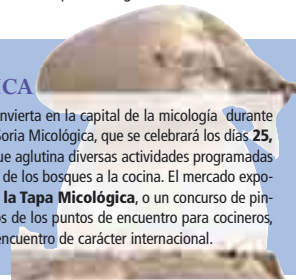 ICA
nvierta en la capital de la micología durante
oria Micológica, que se celebrará los días 25,
ue aglutina diversas actividades programadas
de los bosques a la cocina. El mercado expo-
la Tapa Micológica, o un concurso de pin-
s de los puntos de encuentro para cocineros,
encuentro de carácter internacional.